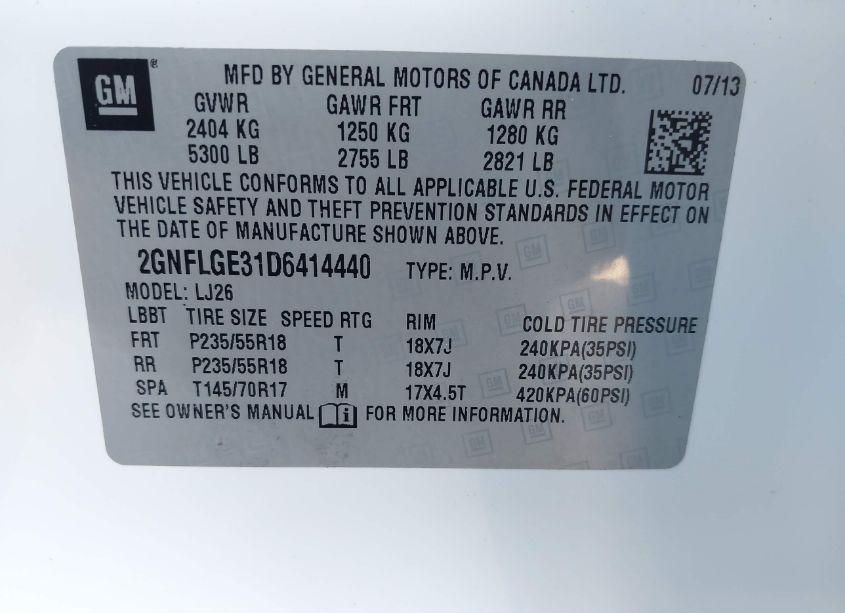 GM ® MFD BY GENERAL MOTORS OF CANADA LTD. 07/13
GVWR GAWR FRT GAWR RR
2404 KG 1250 KG 1280 KG
5300 LB 2755 LB 2821 LB
THIS VEHICLE CONFORMS TO ALL APPLICABLE U.S. FEDERAL MOTOR
VEHICLE SAFETY AND THEFT PREVENTION STANDARDS IN EFFECT ON
THE DATE OF MANUFACTURE SHOWN ABOVE.
2GNFLGE31D6414440 TYPE: M.P.V.
MODEL: LJ26
LBBT TIRE SIZE SPEED RTG RIM COLD TIRE PRESSURE
FRT P235/55R18 T 18X7J 240KPA(35PSI)
RR P235/55R18 T 18X7J 240KPA(35PSI)
SPA T145/70R17 M 17X4.5T 420KPA(60PSI)
SEE OWNER'S MANUAL i FOR MORE INFORMATION.